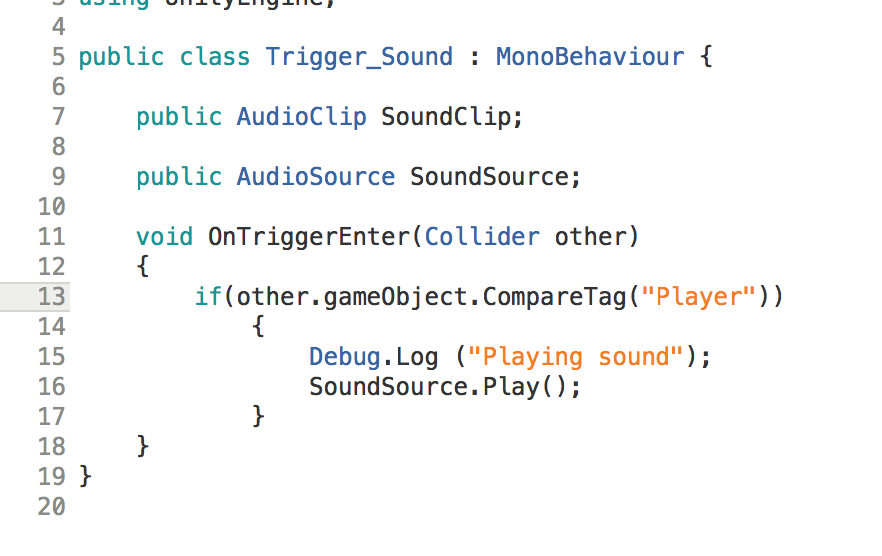 3 using UnityEngine;
4
5 public class Trigger_Sound : MonoBehaviour {
6
7     public AudioClip SoundClip;
8
9     public AudioSource SoundSource;
10
11     void OnTriggerEnter(Collider other)
12     {
13         if(other.gameObject.CompareTag("Player"))
14             {
15                 Debug.Log ("Playing sound");
16                 SoundSource.Play();
17             }
18     }
19 }
20